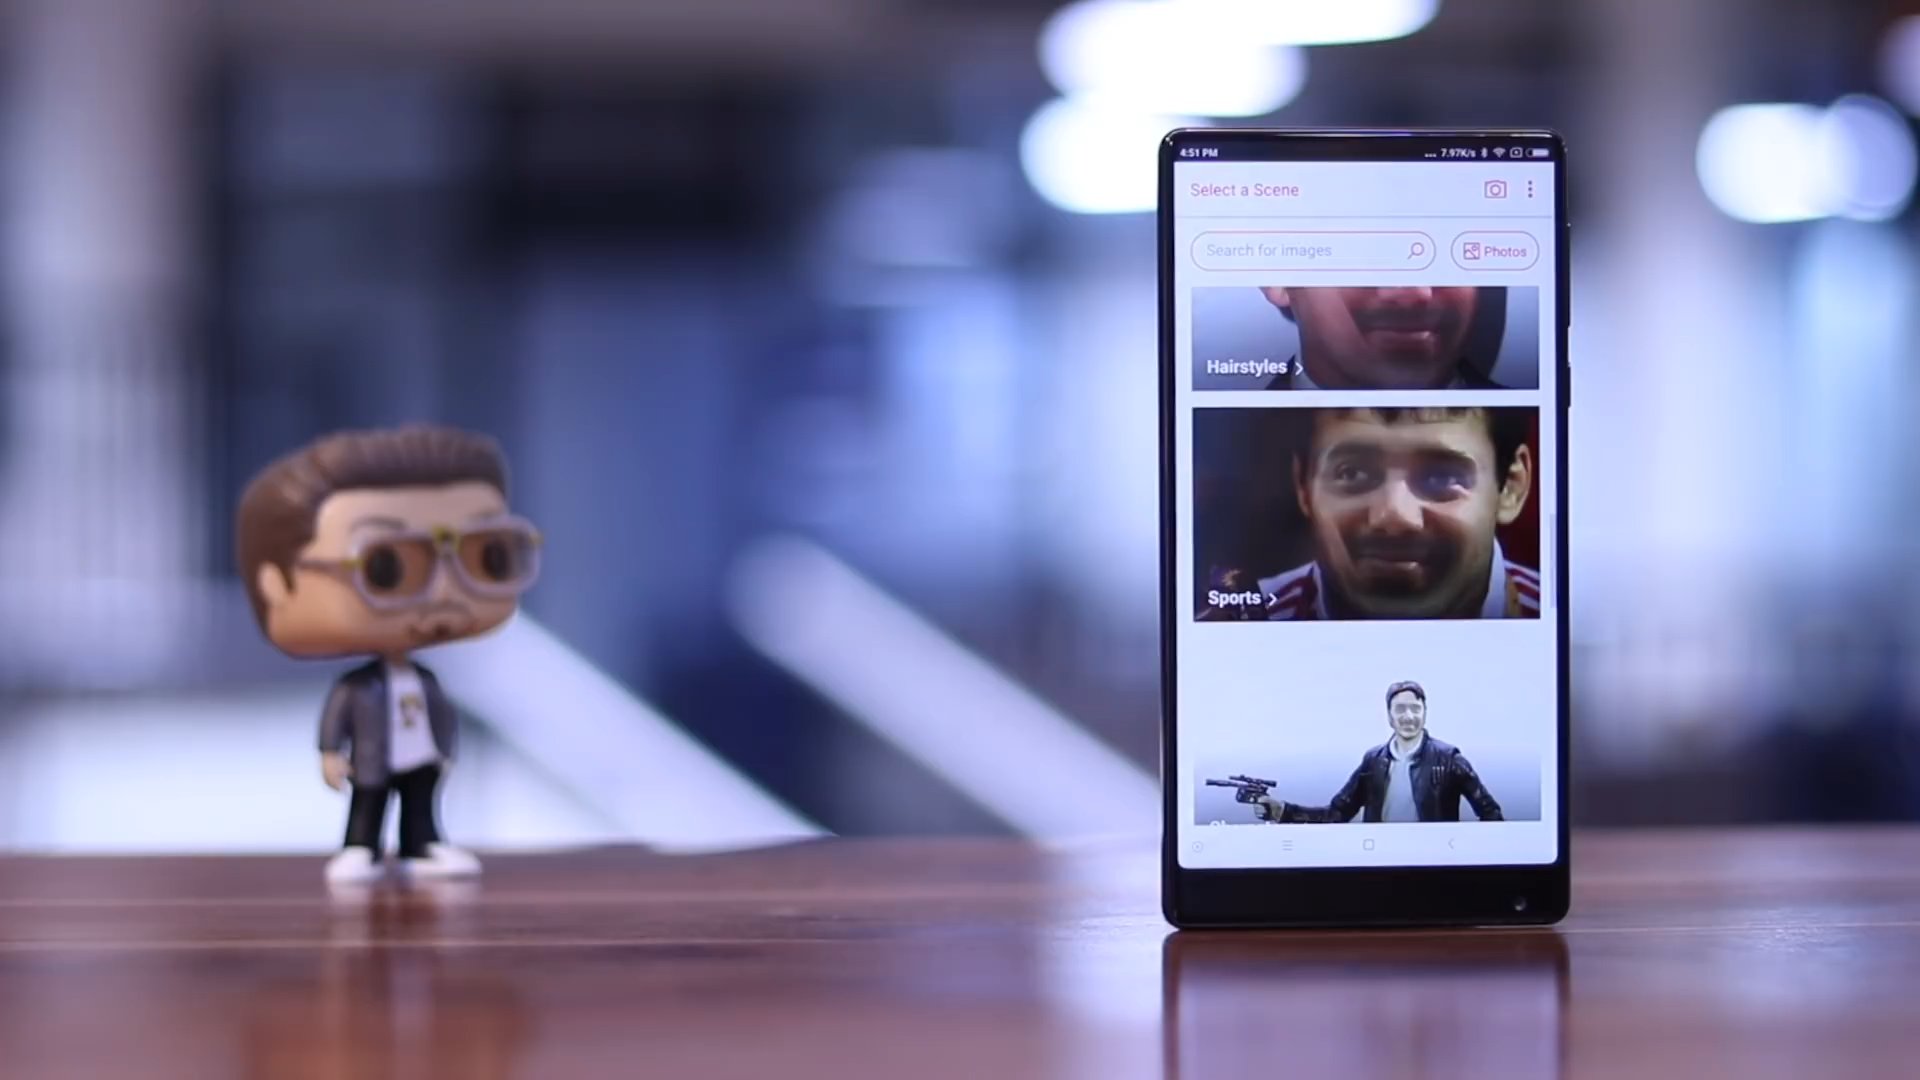 4:51 PM
... 7.97K/s
Select a Scene
Search for images
Photos
Hairstyles
Sports